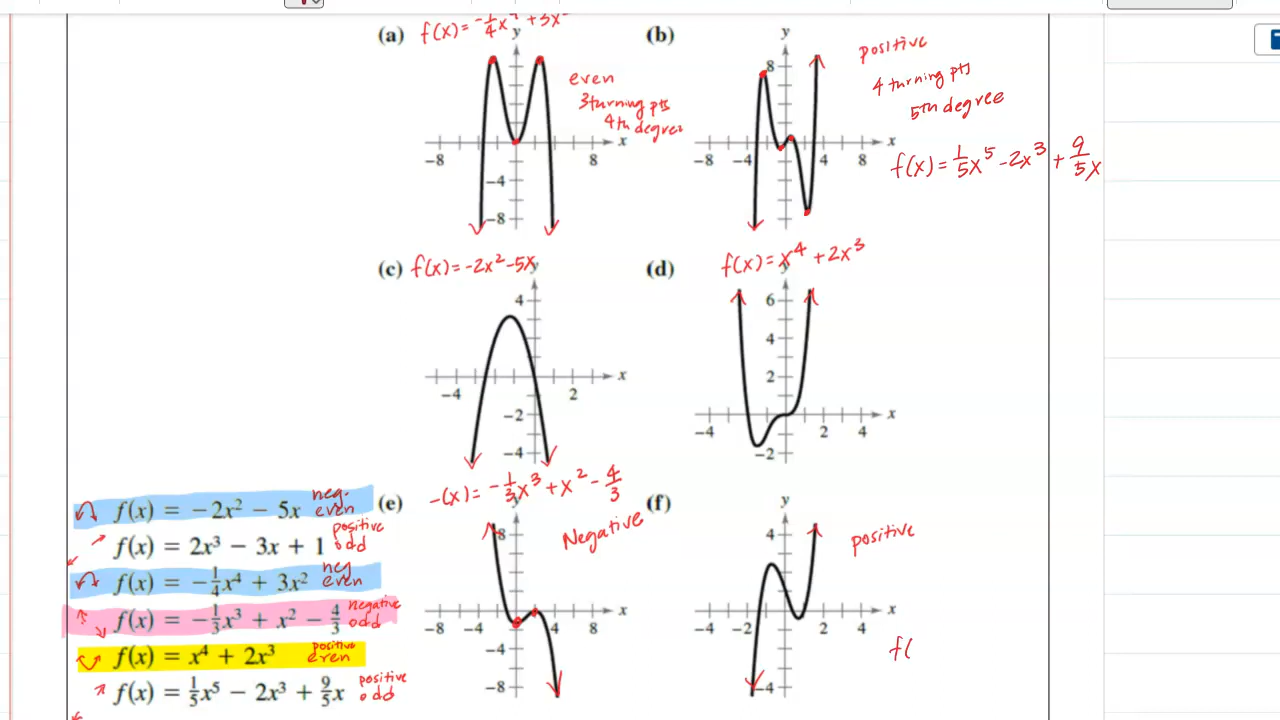 (a) f(x) = -1/4x⁴ + 3x²
y
even
3 turning pts
4th degree
x
-8 8
-4
-8
(b)
y
8
positive
4 turning pts
5th degree
x
-8 -4 4 8
f(x) = 1/5x⁵ - 2x³ + 9/5x
(c) f(x) = -2x² - 5x
y
4
x
-4 2
-2
-4
(d) f(x) = x⁴ + 2x³
y
6
4
2
x
-4 2 4
-2
(e) -(x) = -1/3x³ + x² - 4/3
y
8
Negative
x
-8 -4 4 8
-4
-8
(f)
y
4
positive
x
-4 -2 2 4
f(
-4
f(x) = −2x² − 5x neg. even
f(x) = 2x³ − 3x + 1 positive odd
f(x) = −1/4x⁴ + 3x² neg even
f(x) = −1/3x³ + x² − 4/3 negative odd
f(x) = x⁴ + 2x³ positive even
f(x) = 1/5x⁵ − 2x³ + 9/5x positive odd